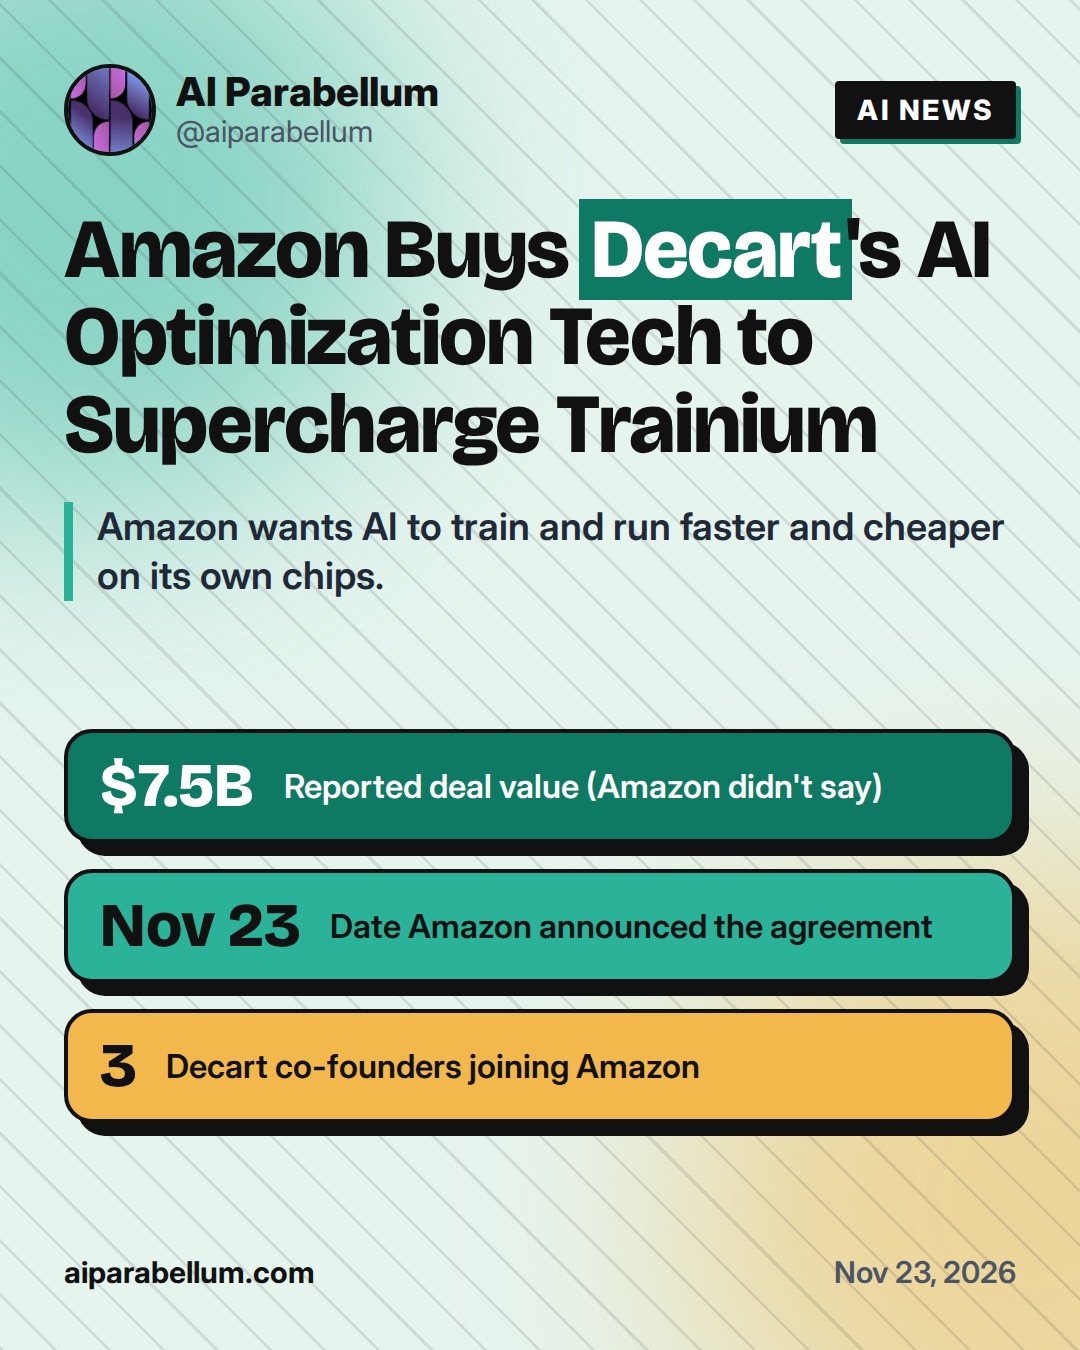 AI Parabellum
@aiparabellum
AI NEWS
Amazon Buys Decart's AI
Optimization Tech to
Supercharge Trainium
Amazon wants AI to train and run faster and cheaper
on its own chips.
$7.5B Reported deal value (Amazon didn't say)
Nov 23 Date Amazon announced the agreement
3 Decart co-founders joining Amazon
aiparabellum.com
Nov 23, 2026